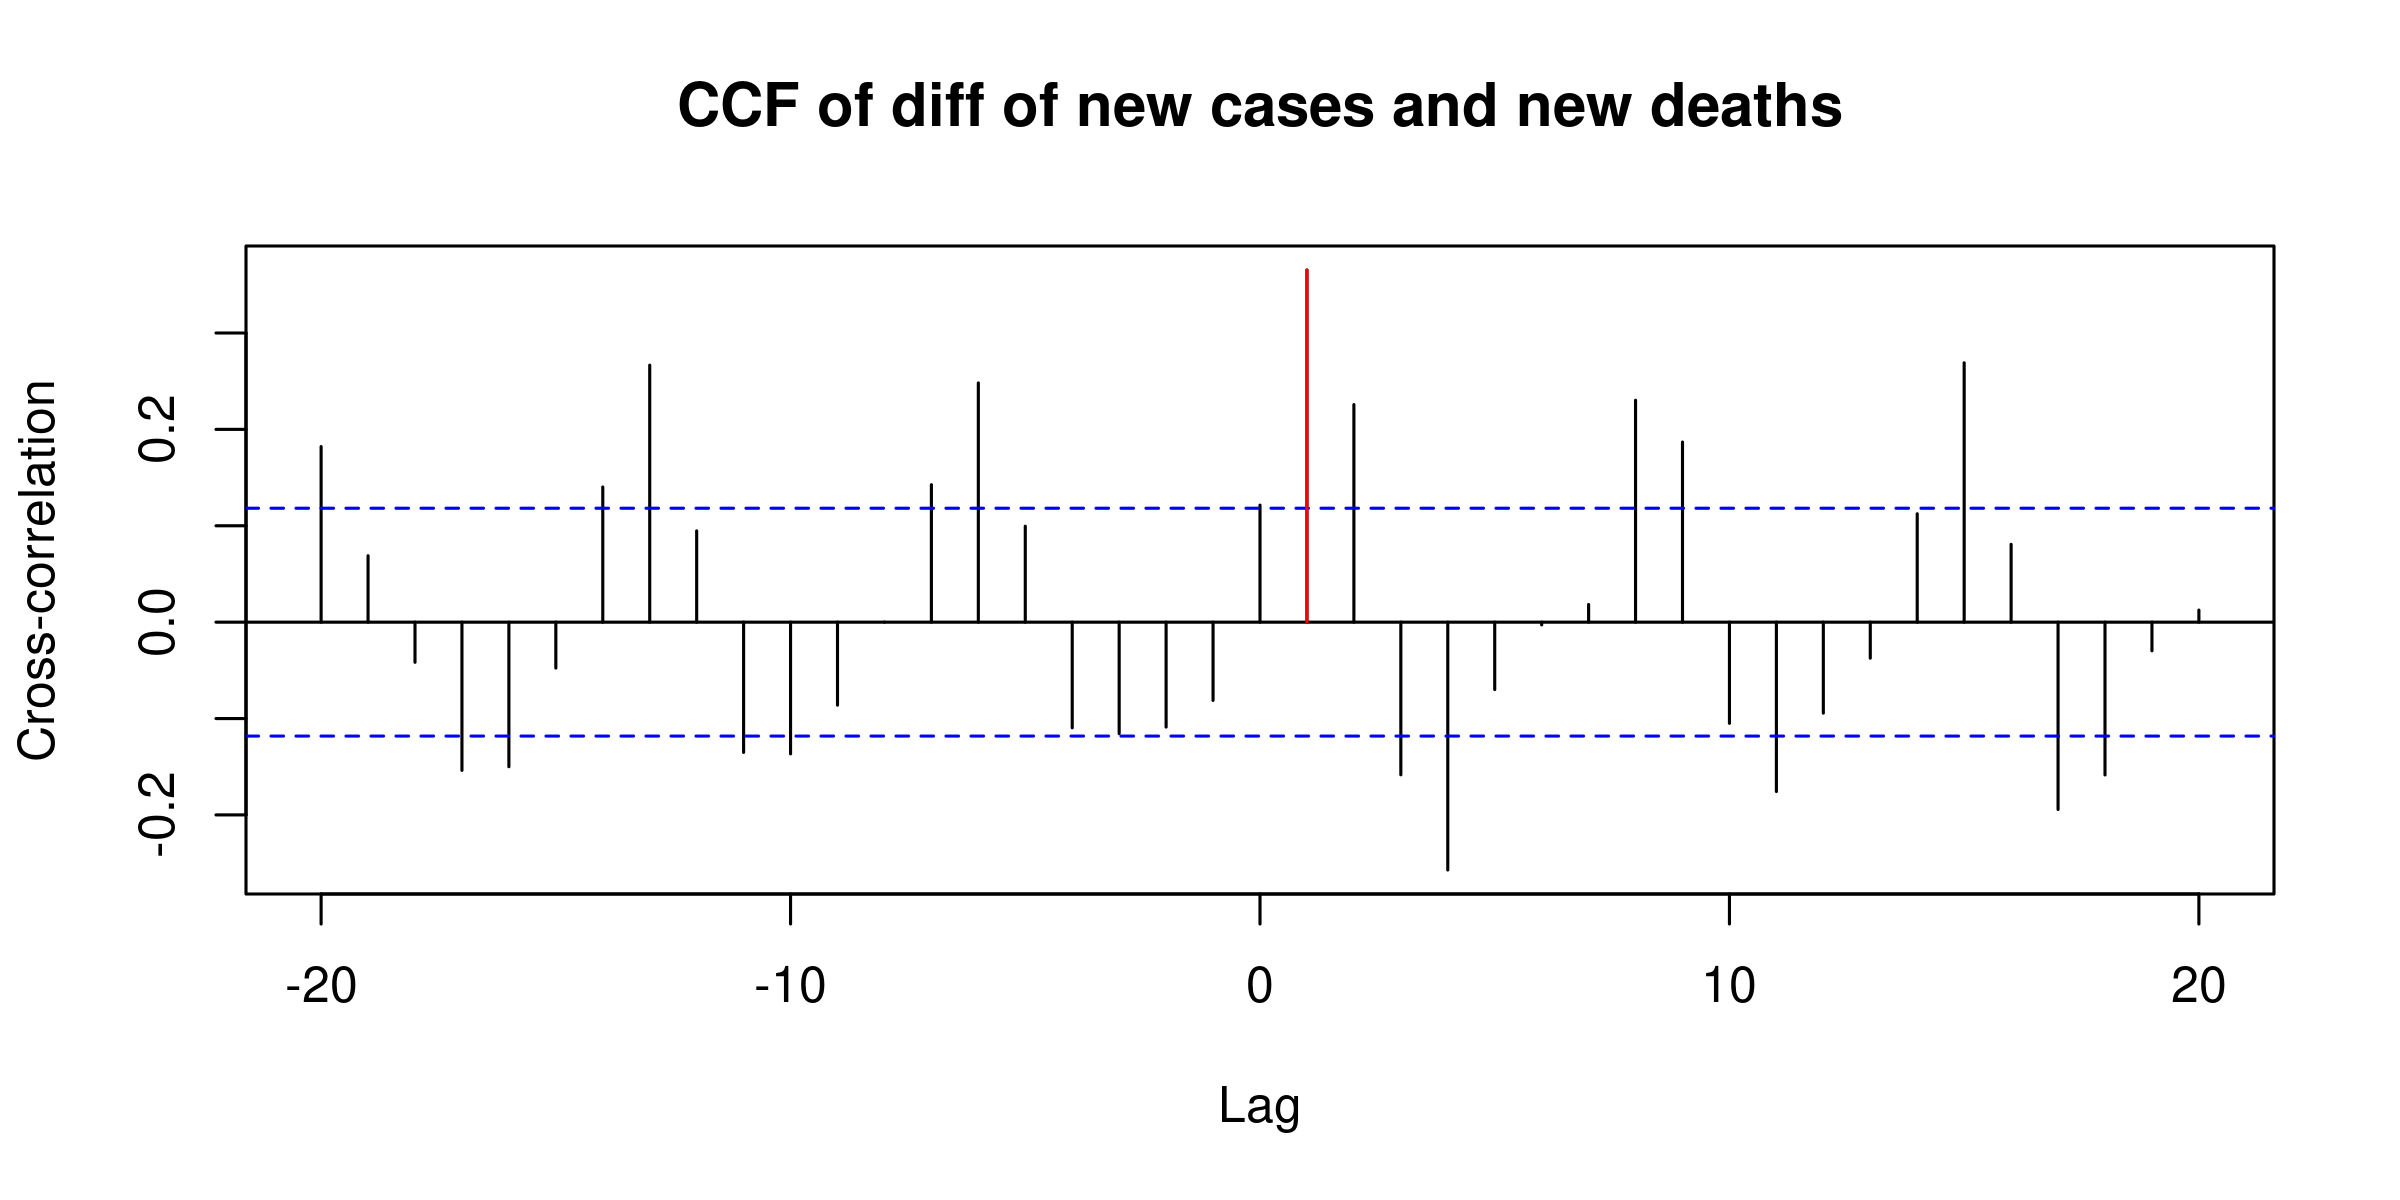 CCF of diff of new cases and new deaths
Cross-correlation
0.2
0.0
-0.2
-20 -10 0 10 20
Lag